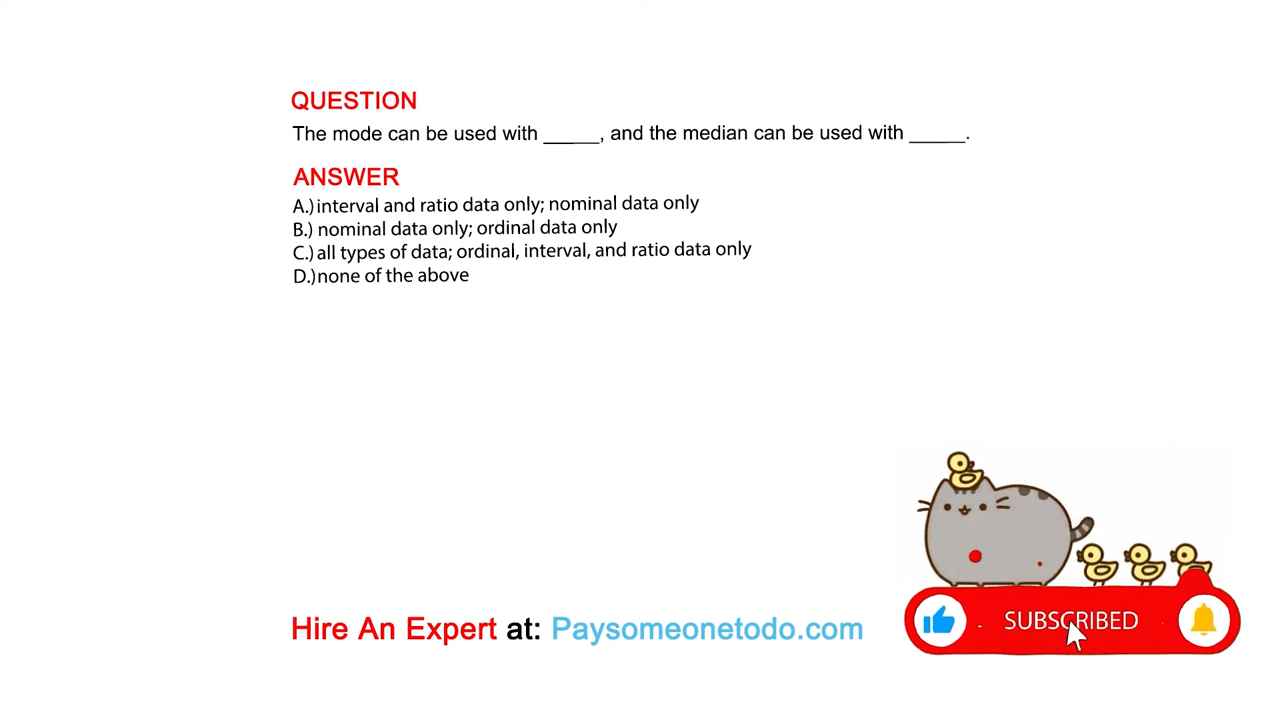 QUESTION
The mode can be used with _____, and the median can be used with _____.
ANSWER
A.) interval and ratio data only; nominal data only
B.) nominal data only; ordinal data only
C.) all types of data; ordinal, interval, and ratio data only
D.) none of the above
Hire An Expert at: Paysomeonetodo.com
SUBSCRIBED